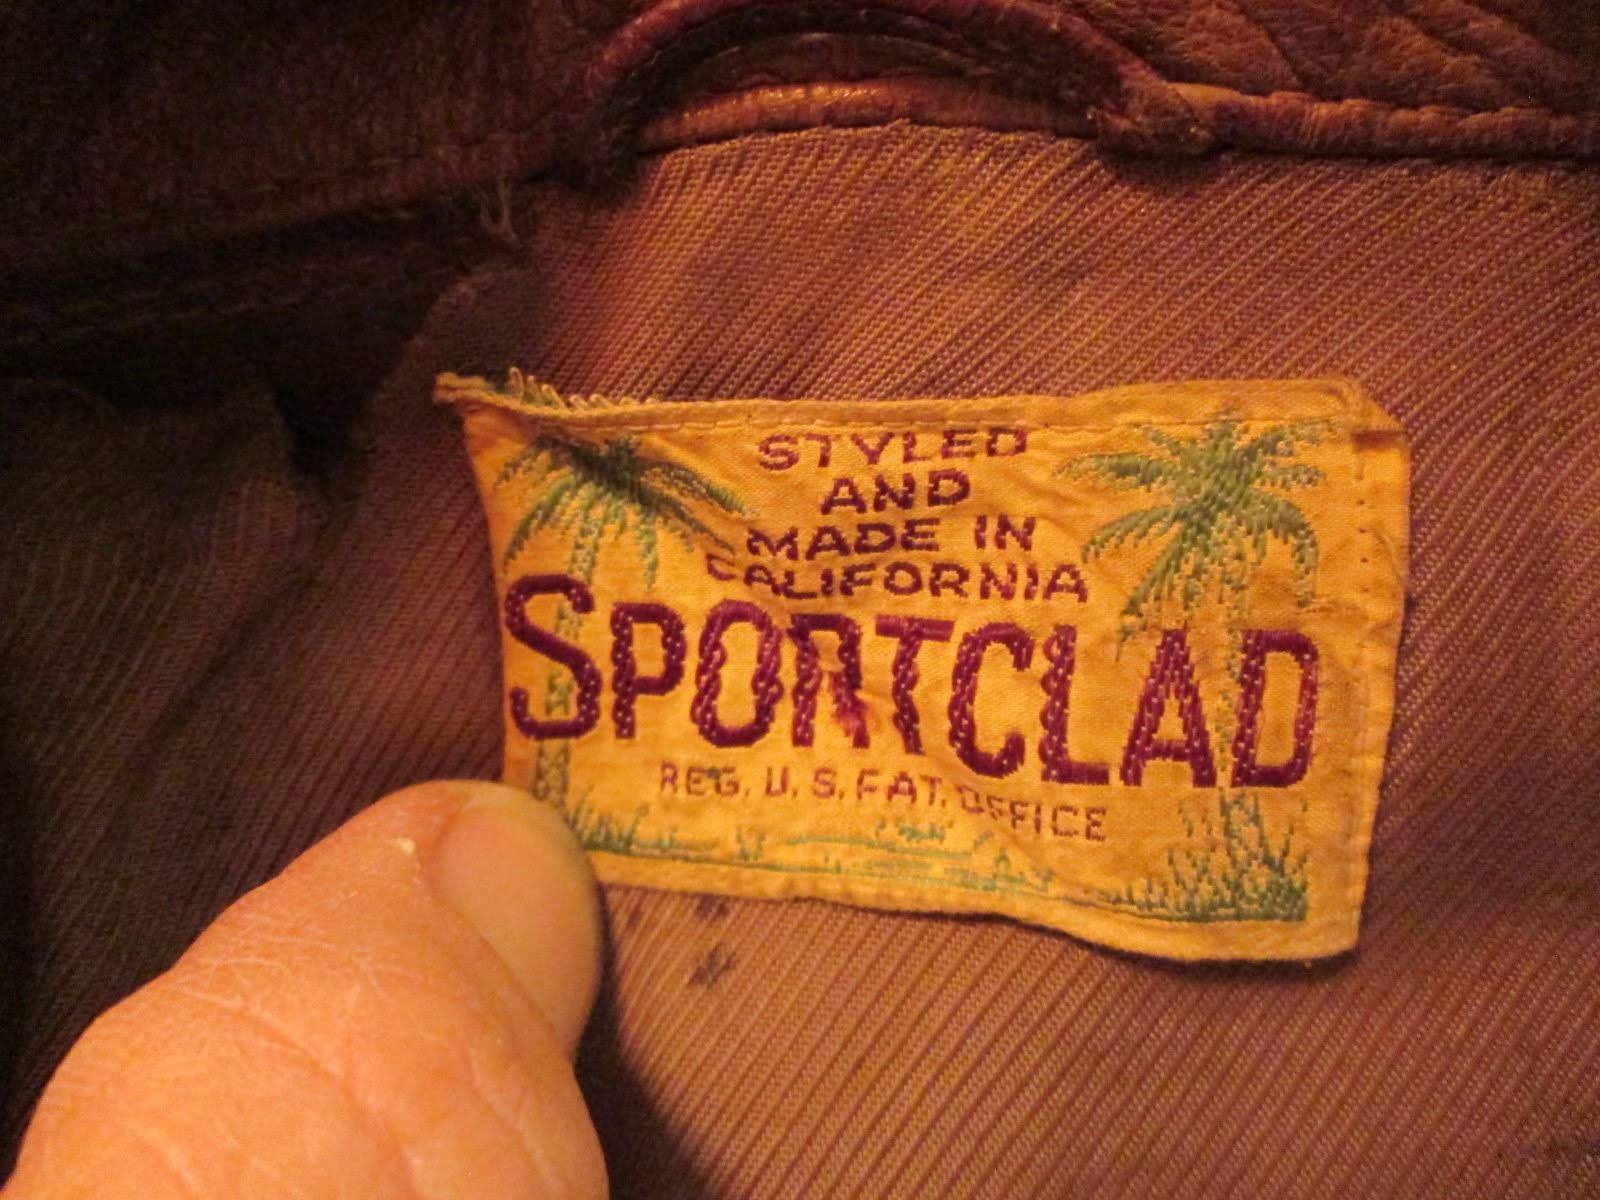 STYLED
AND
MADE IN
CALIFORNIA
SPORTCLAD
REG. U. S. PAT. OFFICE